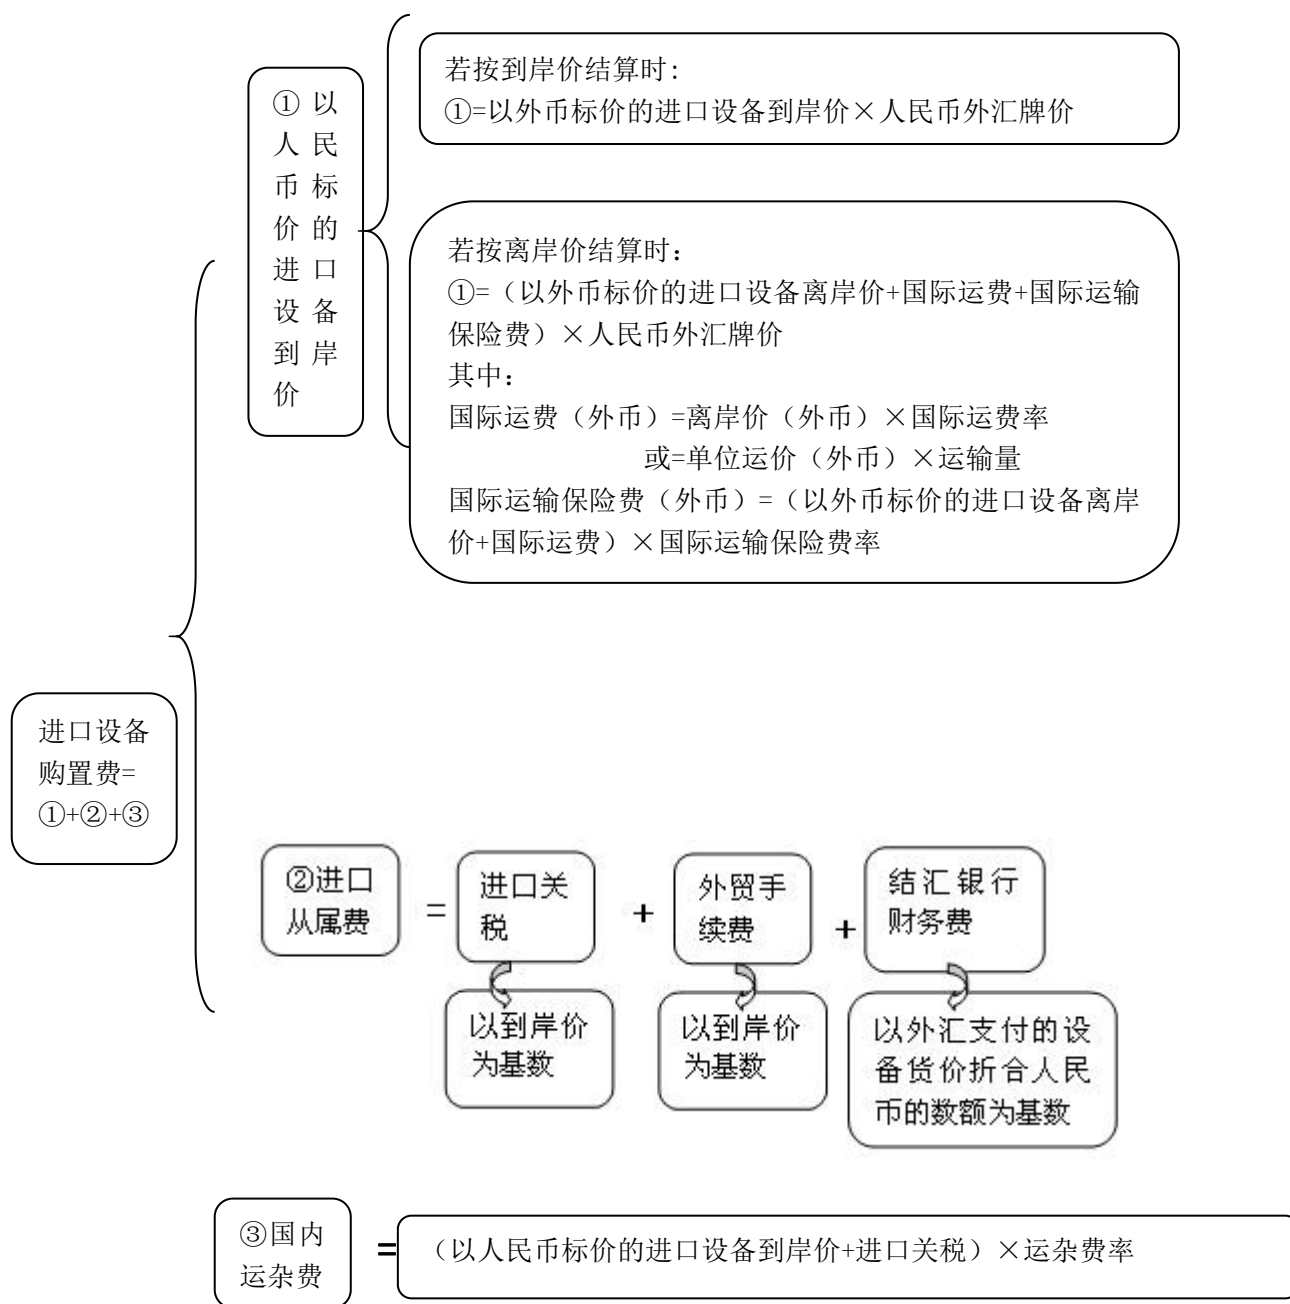 若按到岸价结算时:
①=以外币标价的进口设备到岸价×人民币外汇牌价
① 以
人 民
币 标
价 的
进 口
设 备
到 岸
价
若按离岸价结算时:
①=（以外币标价的进口设备离岸价+国际运费+国际运输
保险费）×人民币外汇牌价
其中:
国际运费（外币）=离岸价（外币）×国际运费率
或=单位运价（外币）×运输量
国际运输保险费（外币）=（以外币标价的进口设备离岸
价+国际运费）×国际运输保险费率
进口设备
购置费=
①+②+③
②进口
从属费
=
进口关
税
+
外贸手
续费
+
结汇银行
财务费
以到岸价
为基数
以到岸价
为基数
以外汇支付的设
备货价折合人民
币的数额为基数
③国内
运杂费
=
（以人民币标价的进口设备到岸价+进口关税）×运杂费率